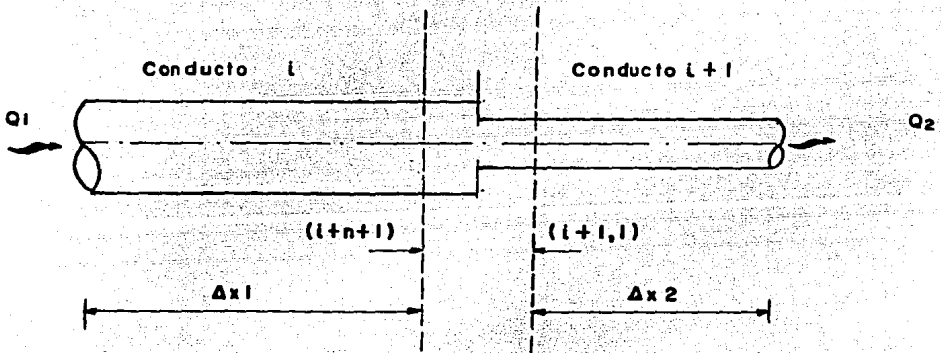 Conducto i
Conducto i + 1
Q1
Q2
(i+n+1)
(i+1,1)
Δx1
Δx2